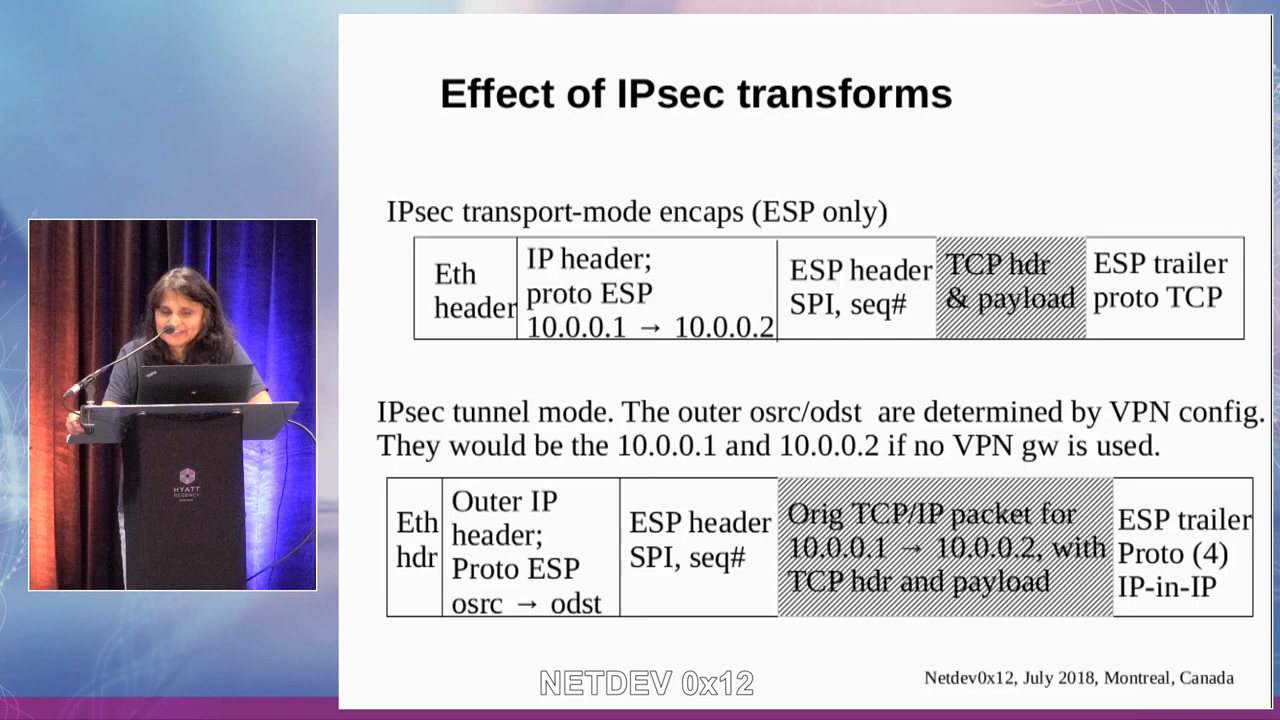 Effect of IPsec transforms
IPsec transport-mode encaps (ESP only)
Eth
header
IP header;
proto ESP
10.0.0.1 → 10.0.0.2
ESP header
SPI, seq#
TCP hdr
& payload
ESP trailer
proto TCP
IPsec tunnel mode. The outer osrc/odst are determined by VPN config.
They would be the 10.0.0.1 and 10.0.0.2 if no VPN gw is used.
Eth
hdr
Outer IP
header;
Proto ESP
osrc → odst
ESP header
SPI, seq#
Orig TCP/IP packet for
10.0.0.1 → 10.0.0.2, with
TCP hdr and payload
ESP trailer
Proto (4)
IP-in-IP
HYATT
REGENCY
NETDEV 0x12
Netdev0x12, July 2018, Montreal, Canada